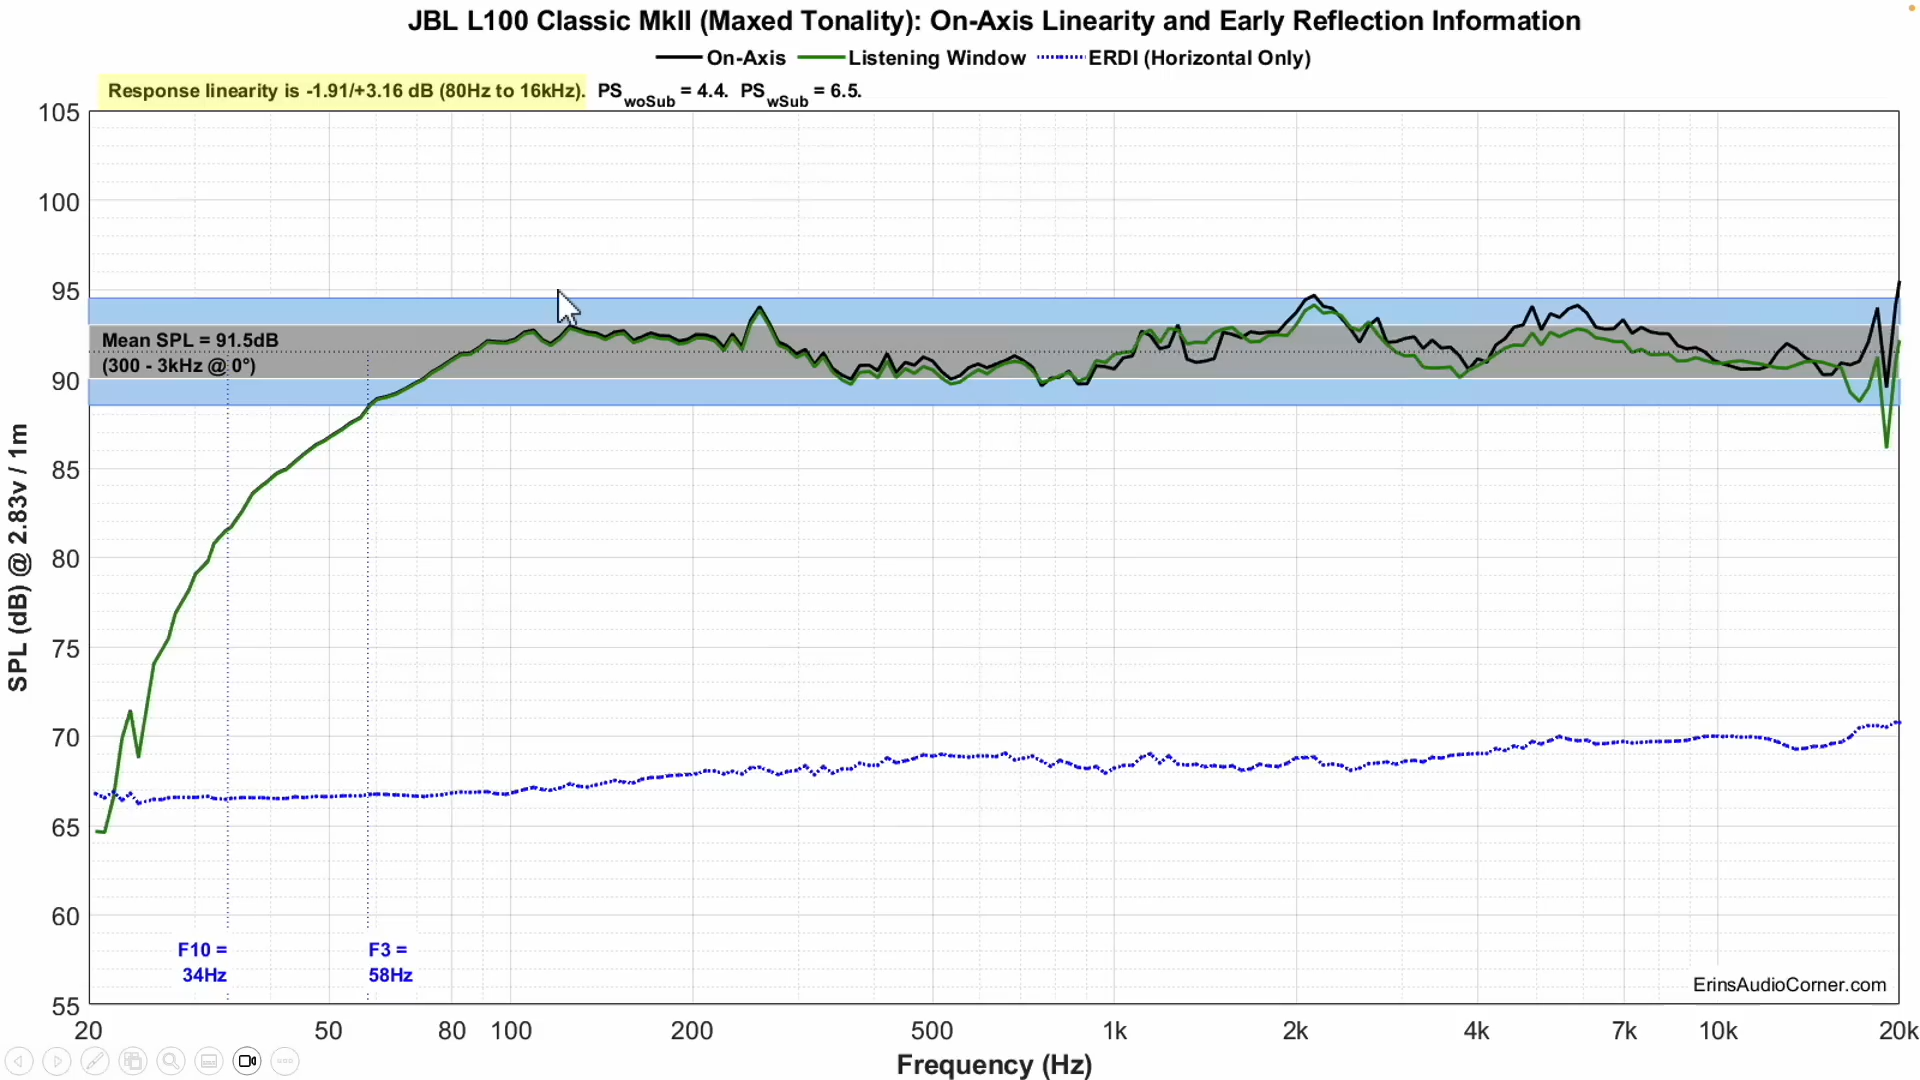 JBL L100 Classic MkII (Maxed Tonality): On-Axis Linearity and Early Reflection Information
On-Axis Listening Window ERDI (Horizontal Only)
Response linearity is -1.91/+3.16 dB (80Hz to 16kHz). PS woSub = 4.4. PS wSub = 6.5.
105
100
95
90
85
80
75
70
65
60
55
SPL (dB) @ 2.83v / 1m
Mean SPL = 91.5dB
(300 - 3kHz @ 0°)
F10 =
34Hz
F3 =
58Hz
ErinsAudioCorner.com
20 50 80 100 200 500 1k 2k 4k 7k 10k 20k
Frequency (Hz)